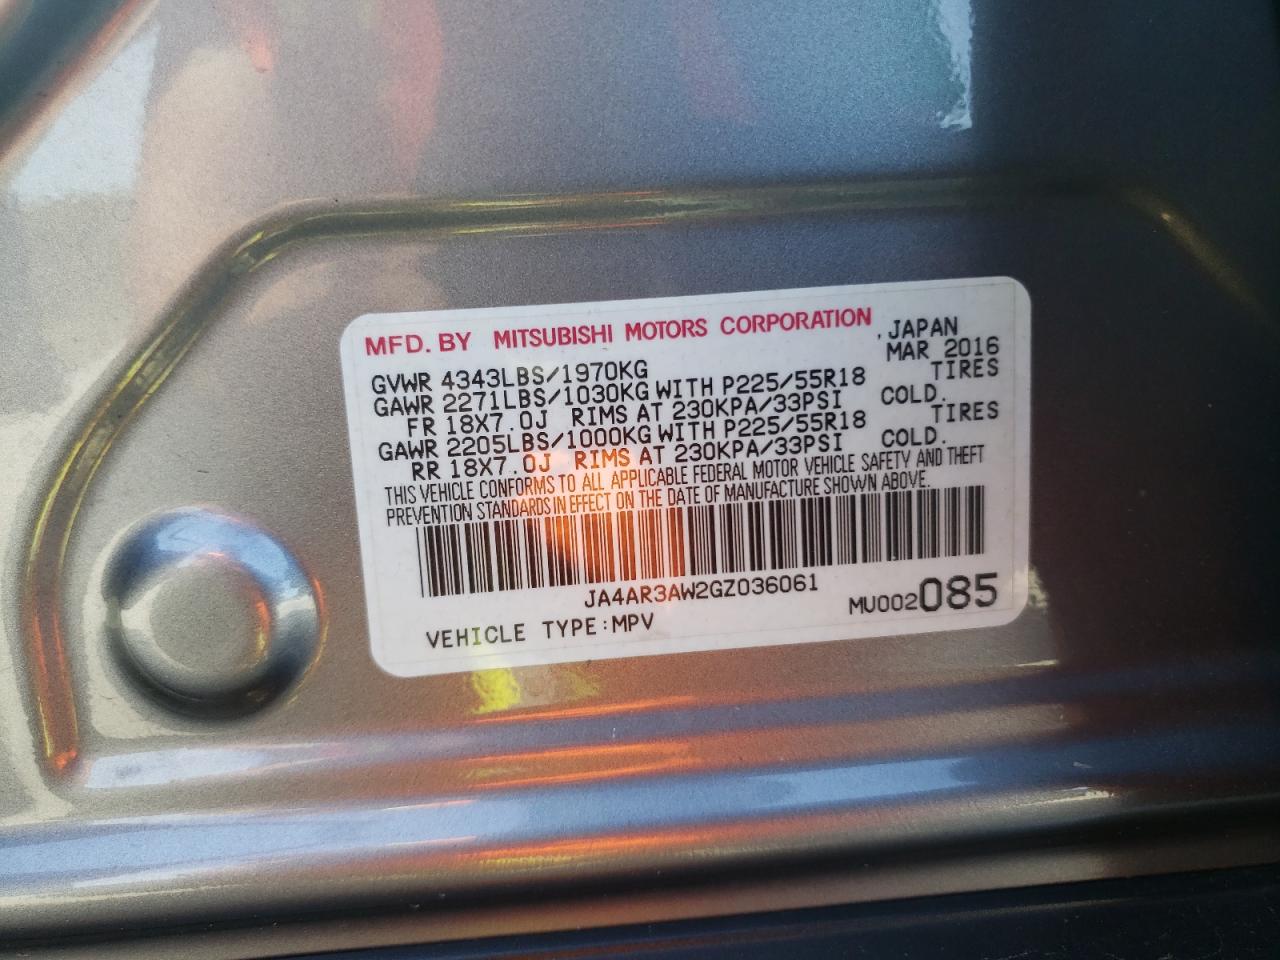 MFD. BY MITSUBISHI MOTORS CORPORATION , JAPAN
GVWR 4343LBS/1970KG MAR 2016
GAWR 2271LBS/1030KG WITH P225/55R18 TIRES
FR 18X7.0J RIMS AT 230KPA/33PSI COLD.
GAWR 2205LBS/1000KG WITH P225/55R18 TIRES
RR 18X7.0J RIMS AT 230KPA/33PSI COLD.
THIS VEHICLE CONFORMS TO ALL APPLICABLE FEDERAL MOTOR VEHICLE SAFETY AND THEFT
PREVENTION STANDARDS IN EFFECT ON THE DATE OF MANUFACTURE SHOWN ABOVE.
JA4AR3AW2GZ036061
VEHICLE TYPE:MPV MU002085